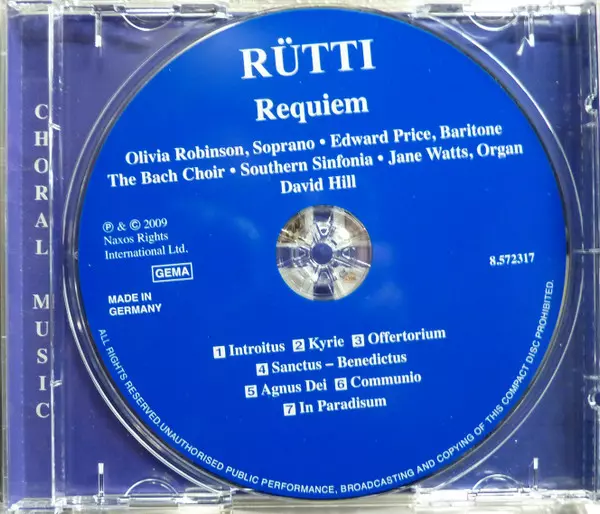 CHORAL MUSIC
RÜTTI
Requiem
Olivia Robinson, Soprano • Edward Price, Baritone
The Bach Choir • Southern Sinfonia • Jane Watts, Organ
David Hill
℗ & © 2009
Naxos Rights
International Ltd.
GEMA
8.572317
MADE IN
GERMANY
1 Introitus 2 Kyrie 3 Offertorium
4 Sanctus – Benedictus
5 Agnus Dei 6 Communio
7 In Paradisum
ALL RIGHTS RESERVED. UNAUTHORISED PUBLIC PERFORMANCE, BROADCASTING AND COPYING OF THIS COMPACT DISC PROHIBITED.